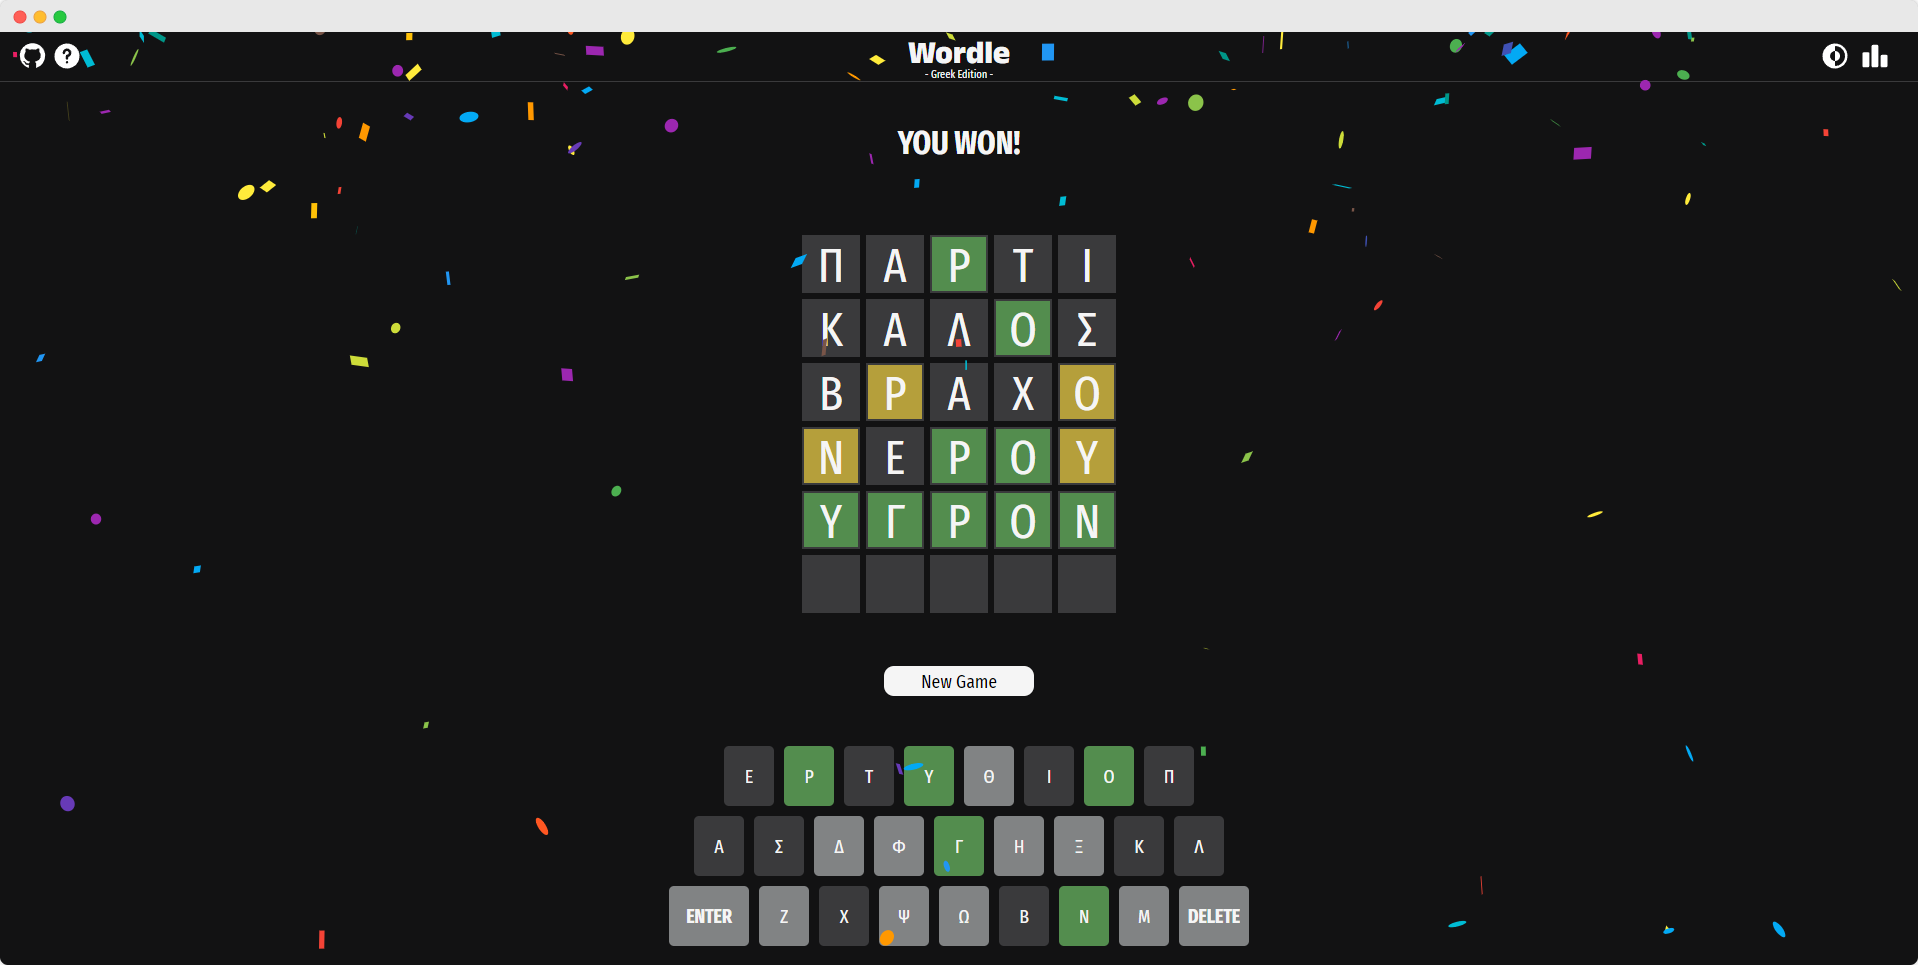 Wordle
- Greek Edition -
YOU WON!
Π Α Ρ Τ Ι
Κ Α Λ Ο Σ
Β Ρ Α Χ Ο
Ν Ε Ρ Ο Υ
Υ Γ Ρ Ο Ν
New Game
Ε Ρ Τ Υ Θ Ι Ο Π
Α Σ Δ Φ Γ Η Ξ Κ Λ
ENTER Ζ Χ Ψ Ω Β Ν Μ DELETE